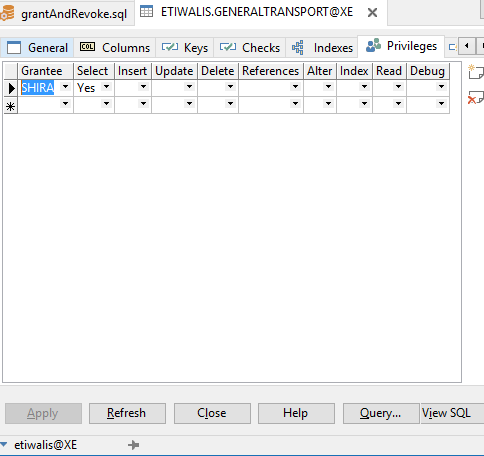 grantAndRevoke.sql ETIWALIS.GENERALTRANSPORT@XE
General Columns Keys Checks Indexes Privileges
Grantee Select Insert Update Delete References Alter Index Read Debug
SHIRA Yes
Apply Refresh Close Help Query... View SQL
etiwalis@XE